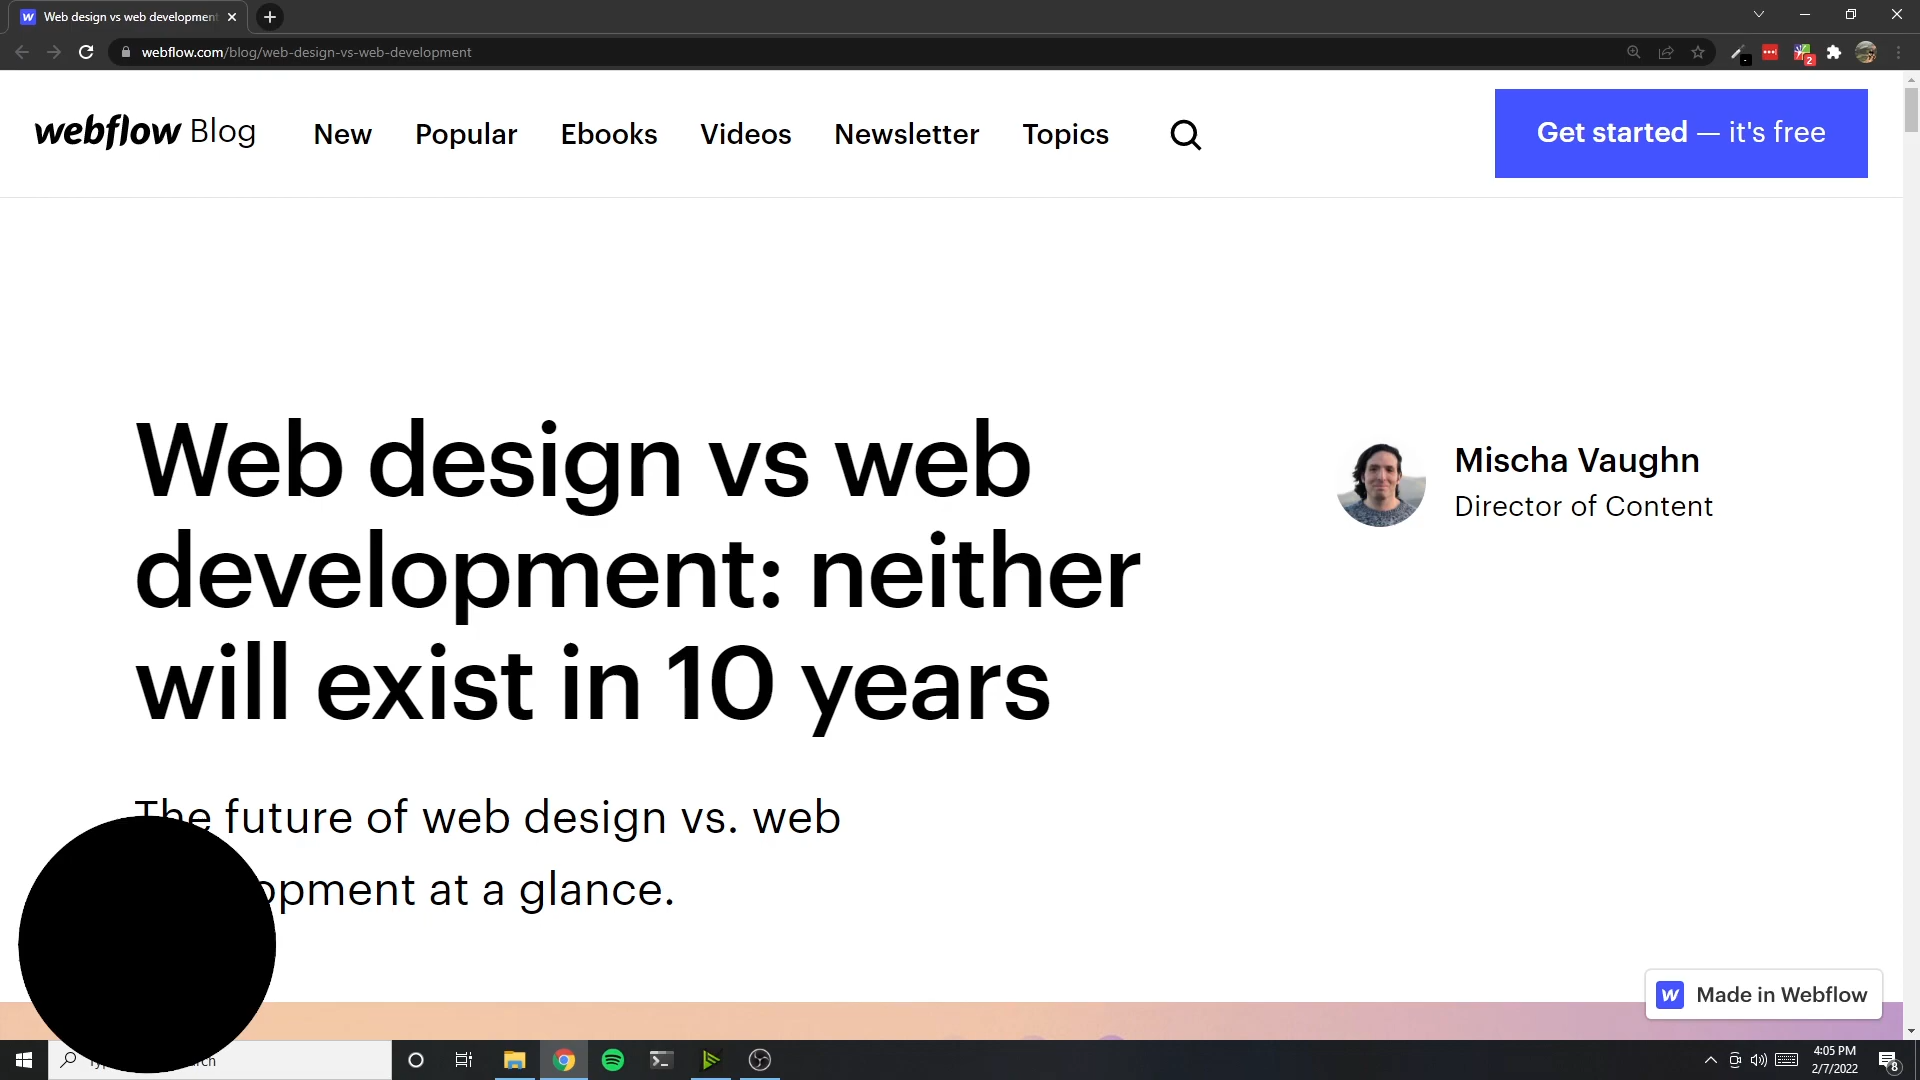 Web design vs web development
webflow.com/blog/web-design-vs-web-development
2
webflow Blog
New
Popular
Ebooks
Videos
Newsletter
Topics
Get started — it's free
Web design vs web
development: neither
will exist in 10 years
Mischa Vaughn
Director of Content
The future of web design vs. web
opment at a glance.
Made in Webflow
4:05 PM
2/7/2022
8